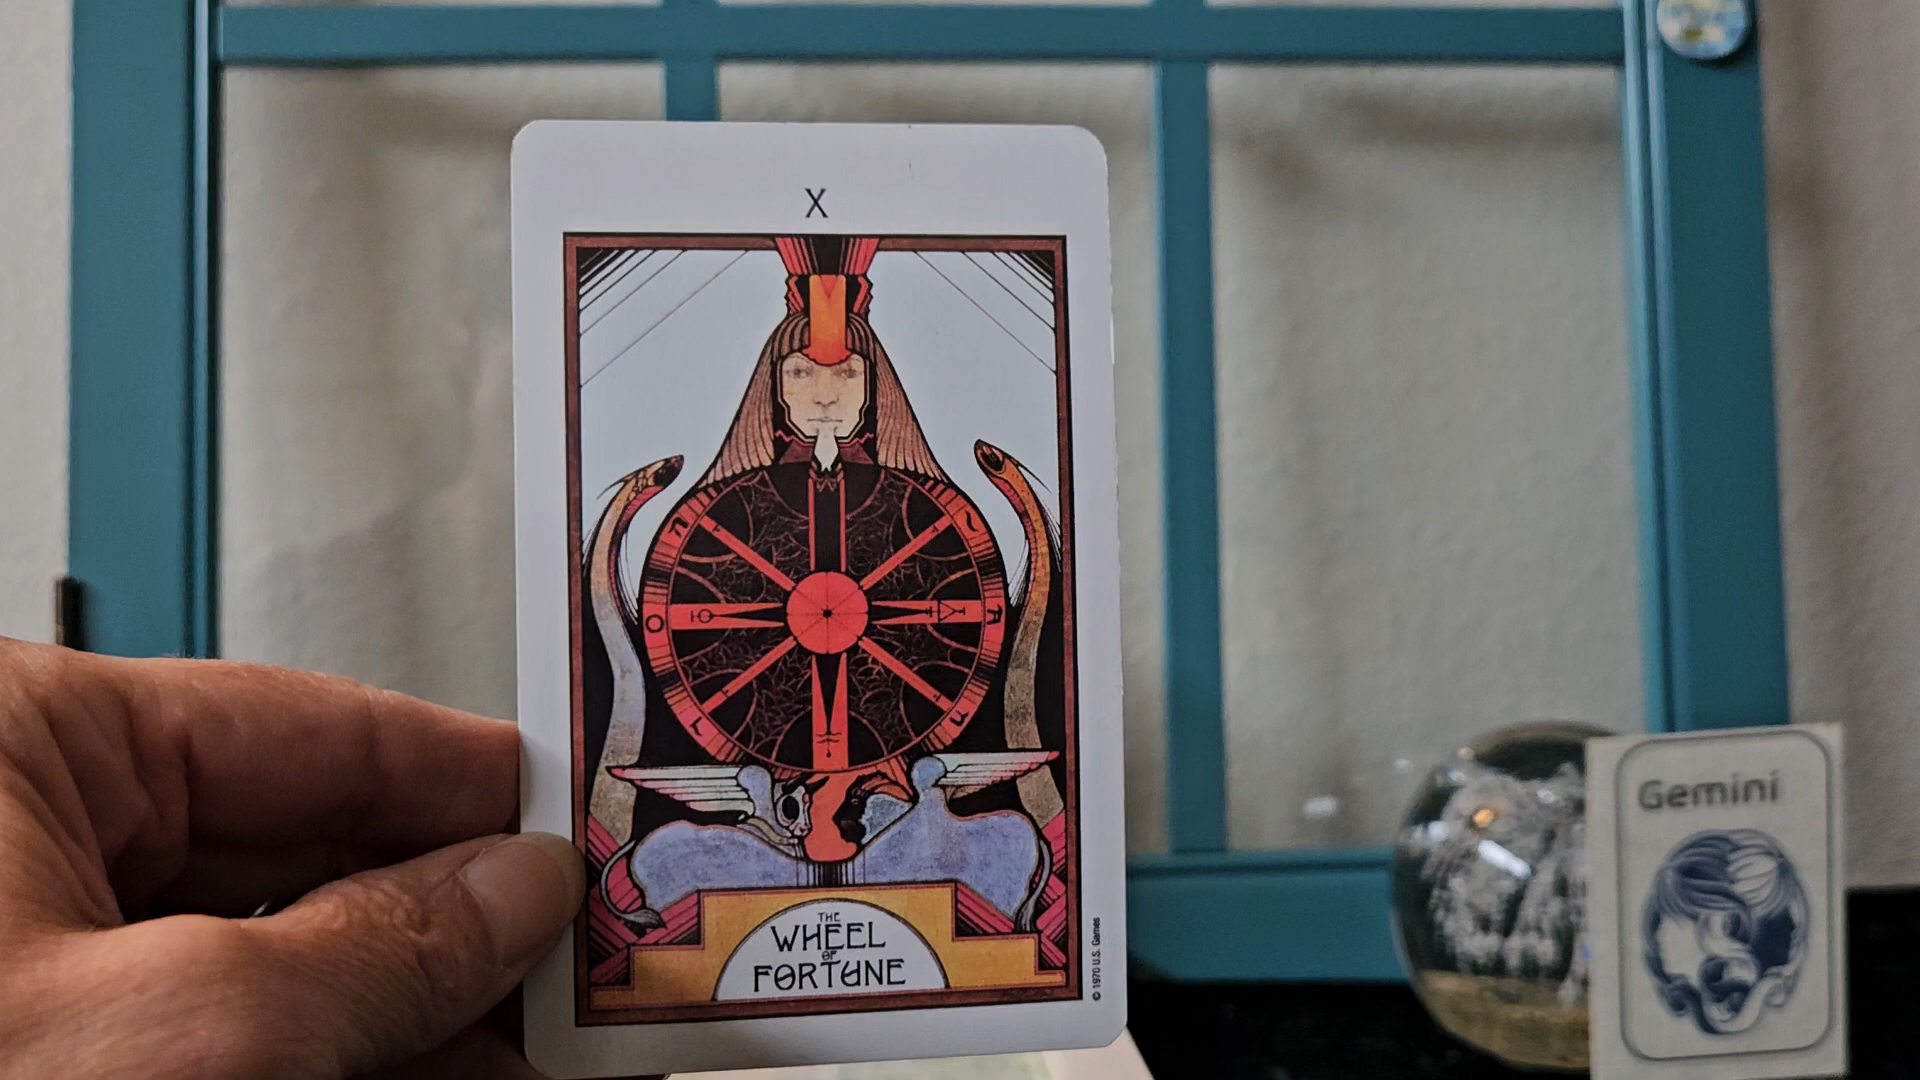 X
THE
WHEEL
OF
FORTUNE
© 1970 U.S. Games
Gemini